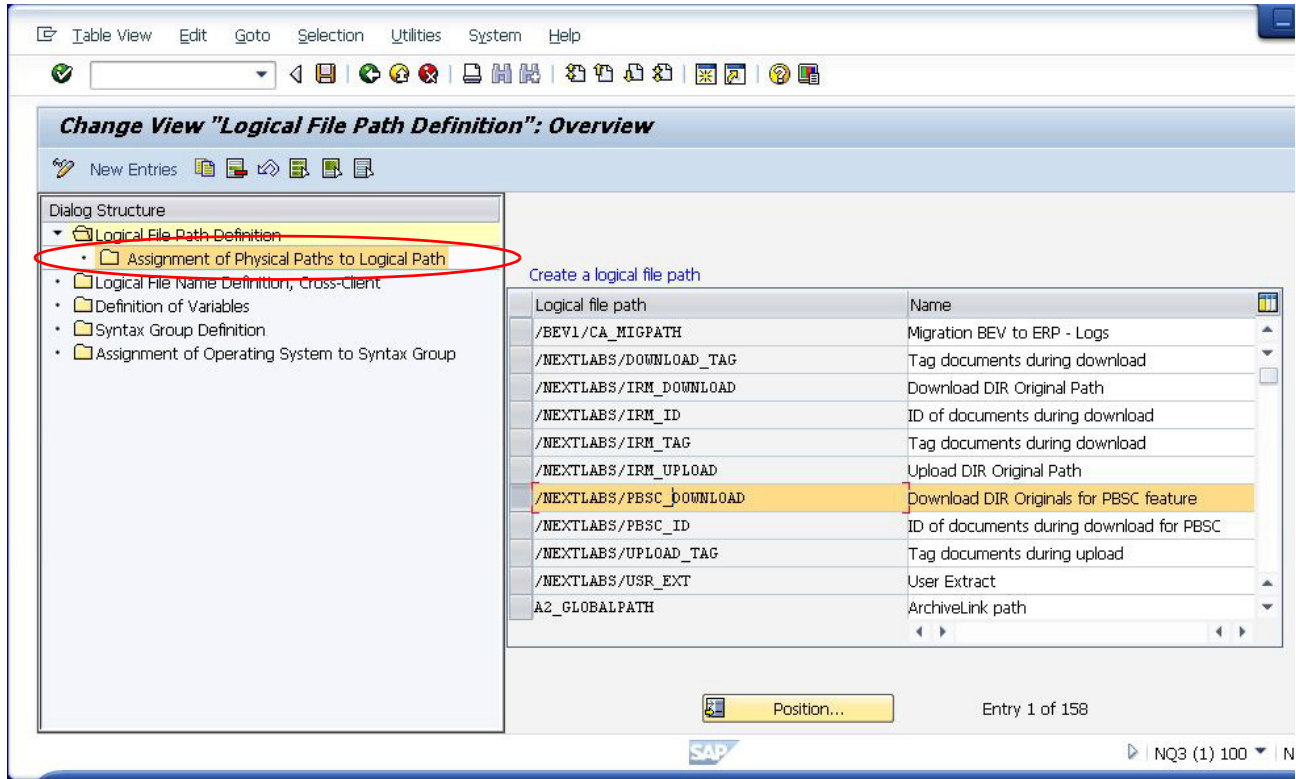 Table View Edit Goto Selection Utilities System Help
Change View "Logical File Path Definition": Overview
New Entries
Dialog Structure
Logical File Path Definition
Assignment of Physical Paths to Logical Path
Logical File Name Definition, Cross-Client
Definition of Variables
Syntax Group Definition
Assignment of Operating System to Syntax Group
Create a logical file path
Logical file path Name
/BEV1/CA_MIGPATH Migration BEV to ERP - Logs
/NEXTLABS/DOWNLOAD_TAG Tag documents during download
/NEXTLABS/IRM_DOWNLOAD Download DIR Original Path
/NEXTLABS/IRM_ID ID of documents during download
/NEXTLABS/IRM_TAG Tag documents during download
/NEXTLABS/IRM_UPLOAD Upload DIR Original Path
/NEXTLABS/PBSC_DOWNLOAD Download DIR Originals for PBSC feature
/NEXTLABS/PBSC_ID ID of documents during download for PBSC
/NEXTLABS/UPLOAD_TAG Tag documents during upload
/NEXTLABS/USR_EXT User Extract
A2_GLOBALPATH ArchiveLink path
Position... Entry 1 of 158
SAP NQ3 (1) 100 N